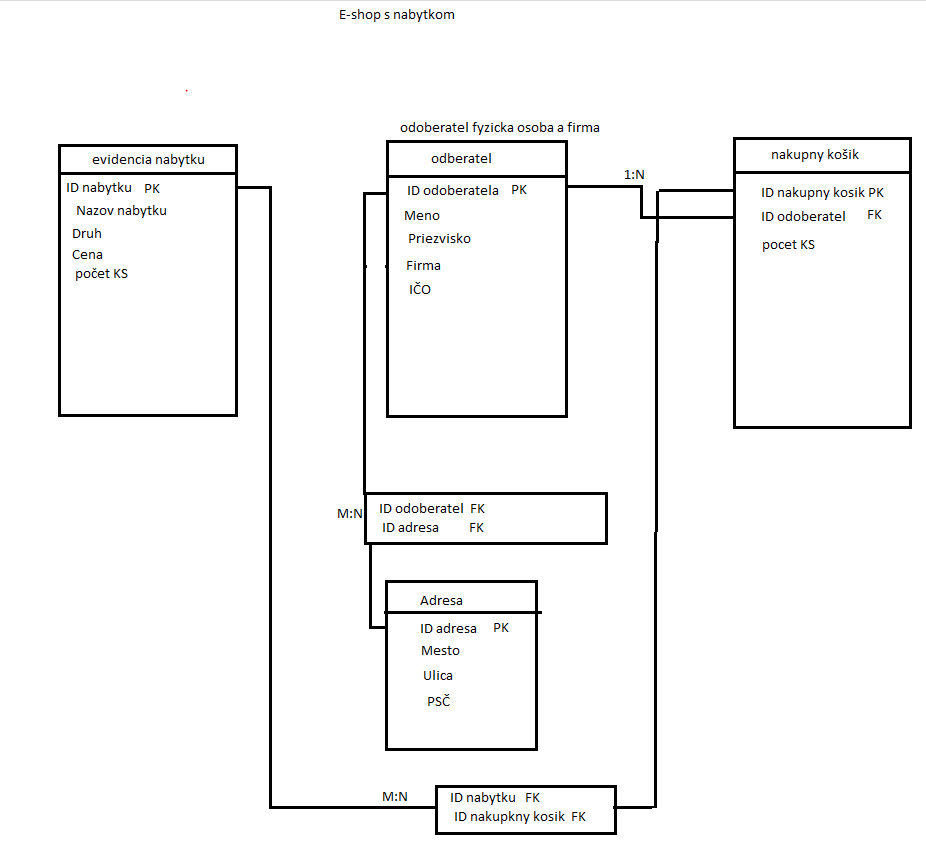 E-shop s nabytkom
evidencia nabytku
ID nabytku PK
Nazov nabytku
Druh
Cena
počet KS
odoberatel fyzicka osoba a firma
odberatel
ID odoberatela PK
Meno
Priezvisko
Firma
IČO
1:N
nakupny košik
ID nakupny kosik PK
ID odoberatel FK
pocet KS
M:N
ID odoberatel FK
ID adresa FK
Adresa
ID adresa PK
Mesto
Ulica
PSČ
M:N
ID nabytku FK
ID nakupkny kosik FK